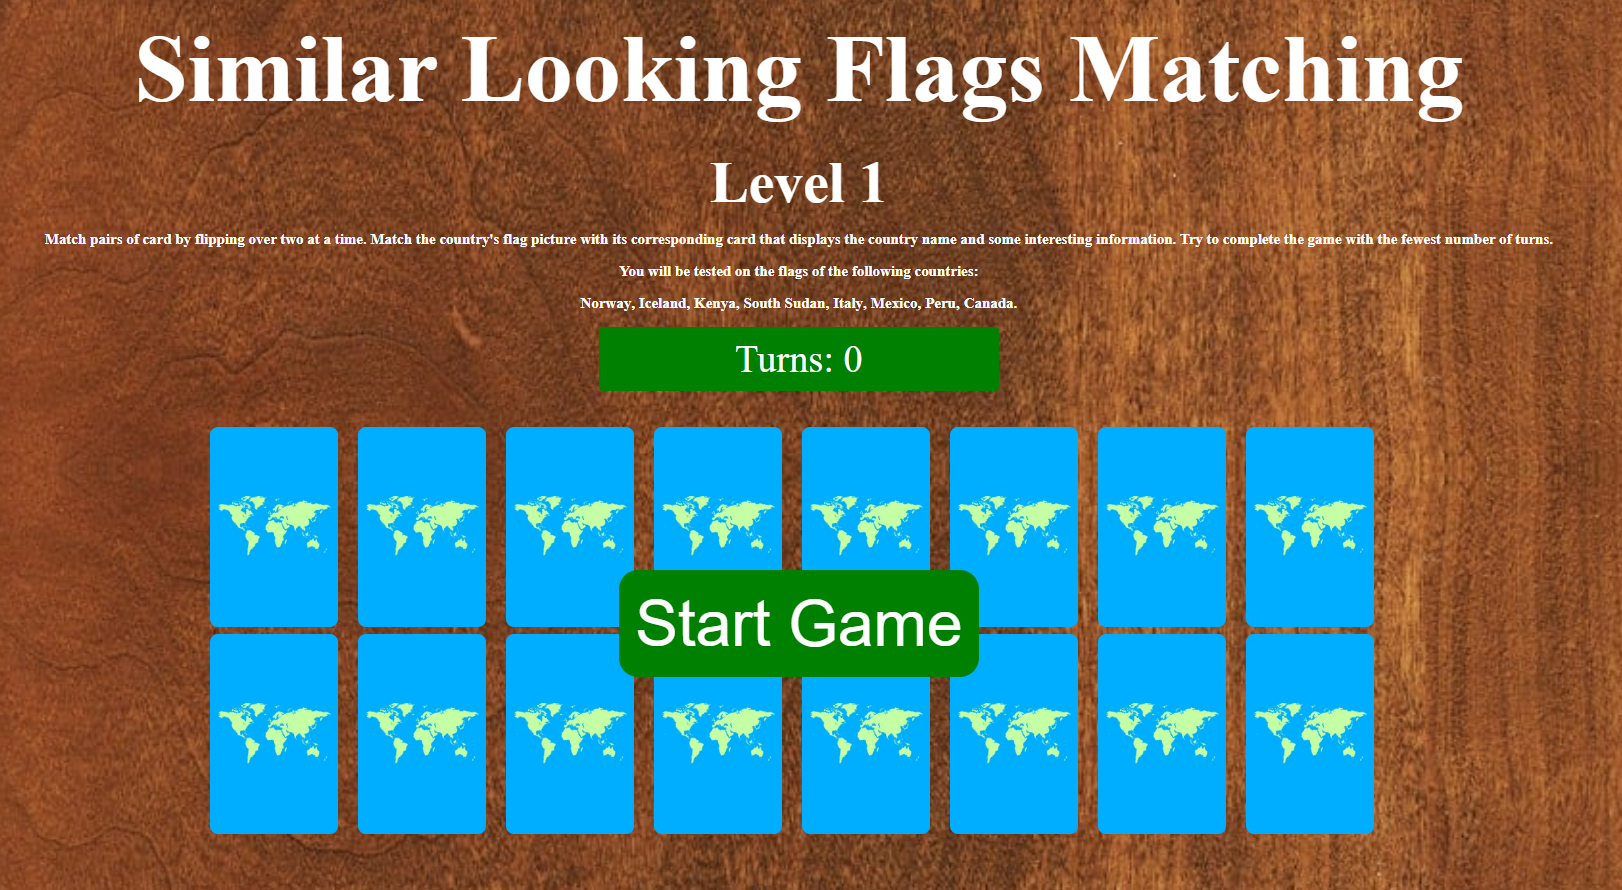 Similar Looking Flags Matching
Level 1
Match pairs of card by flipping over two at a time. Match the country's flag picture with its corresponding card that displays the country name and some interesting information. Try to complete the game with the fewest number of turns.
You will be tested on the flags of the following countries:
Norway, Iceland, Kenya, South Sudan, Italy, Mexico, Peru, Canada.
Turns: 0
Start Game